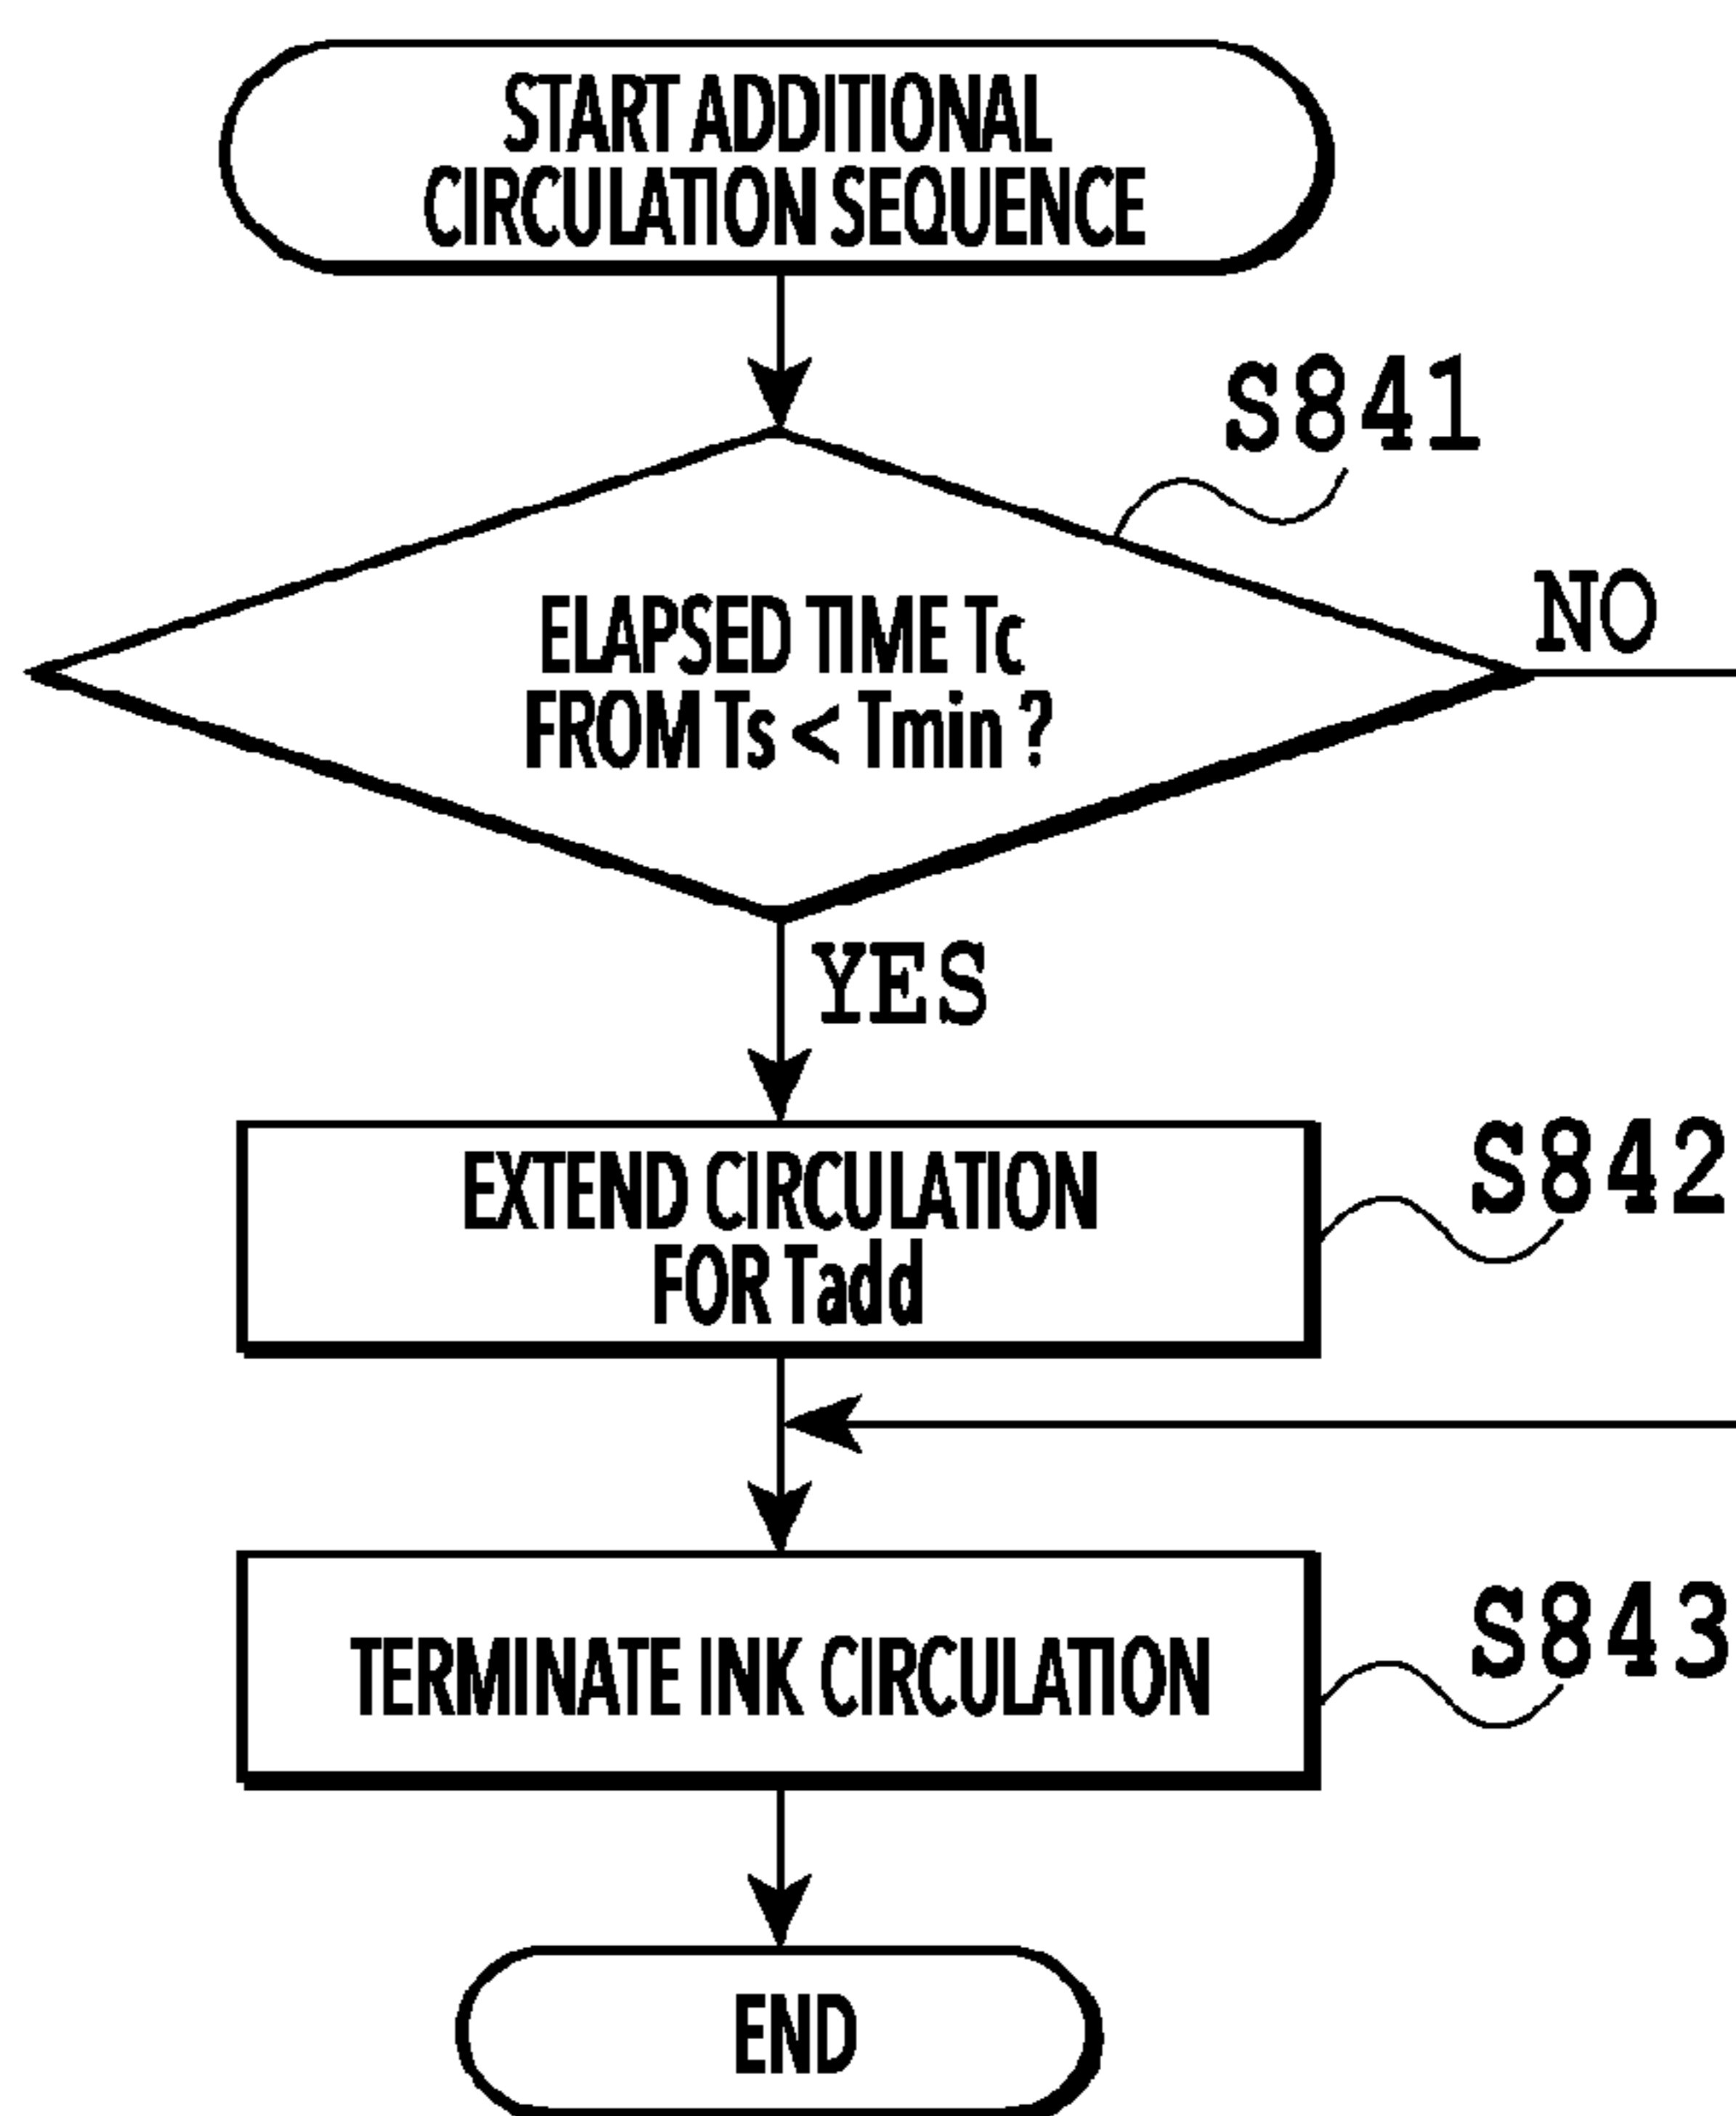 START ADDITIONAL
CIRCULATION SEQUENCE
S841
NO
ELAPSED TIME Tc
FROM Ts < Tmin ?
YES
EXTEND CIRCULATION
FOR Tadd
S842
TERMINATE INK CIRCULATION
S843
END